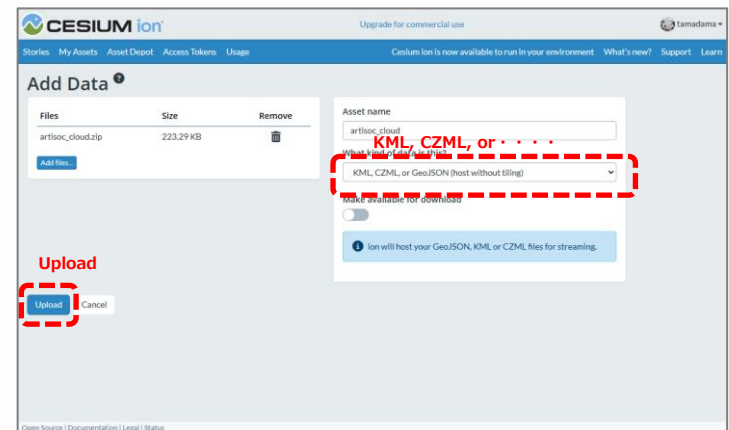 CESIUM ion
Upgrade for commercial use
tamadama
Stories My Assets Asset Depot Access Tokens Usage
Cesium ion is now available to run in your environment What's new? Support Learn
Add Data ?
Files Size Remove
artisoc_cloud.zip 223.29 KB
Add files...
Asset name
artisoc_cloud
KML, CZML, or・・・・
What kind of data is this?
KML, CZML, or GeoJSON (host without tiling)
Make available for download
ion will host your GeoJSON, KML or CZML files for streaming.
Upload
Upload Cancel
Open Source | Documentation | Legal | Status